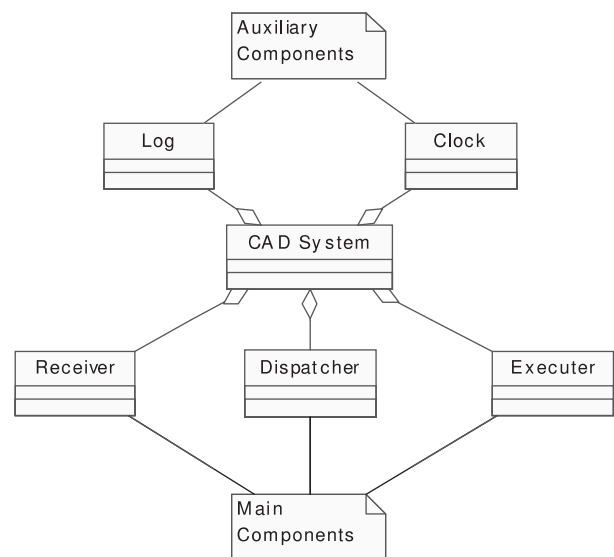 Auxiliary
Components
Log
Clock
CAD System
Receiver
Dispatcher
Executer
Main
Components